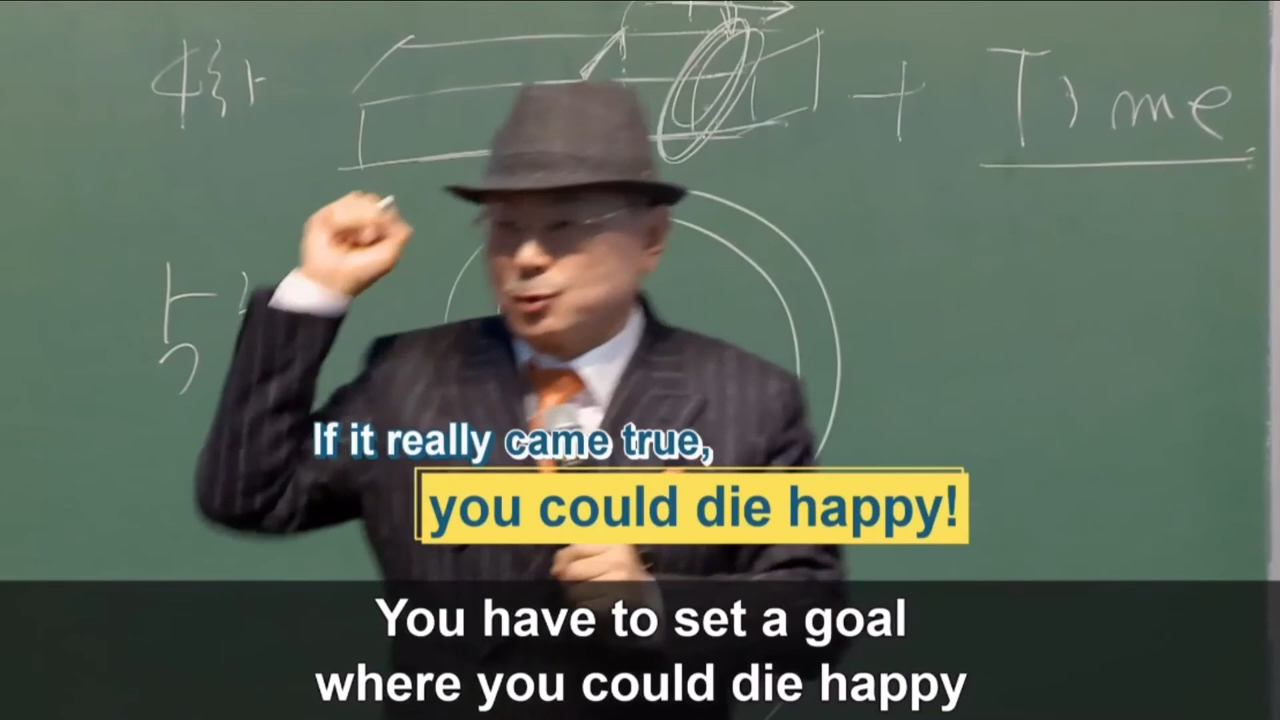 + Time
If it really came true,
you could die happy!
You have to set a goal
where you could die happy